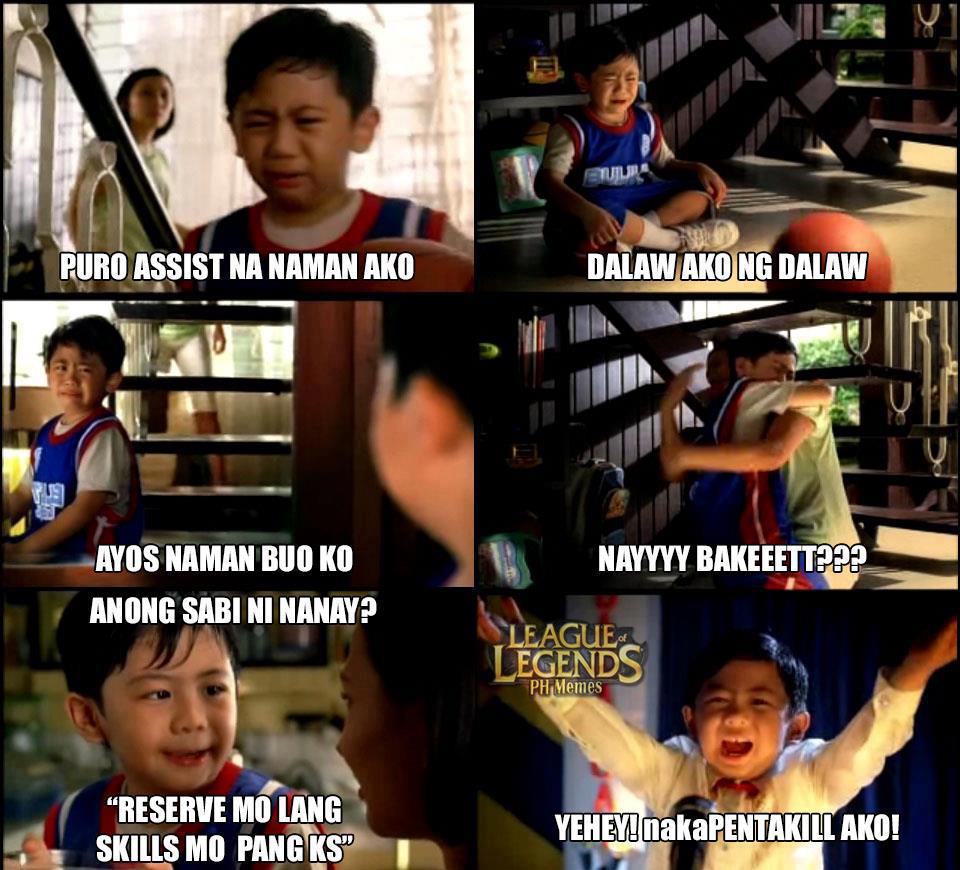 PURO ASSIST NA NAMAN AKO
DALAW AKO NG DALAW
AYOS NAMAN BUO KO
NAYYYY BAKEEETT???
ANONG SABI NI NANAY?
"RESERVE MO LANG
SKILLS MO PANG KS"
LEAGUE of
LEGENDS
PH Memes
YEHEY! nakaPENTAKILL AKO!